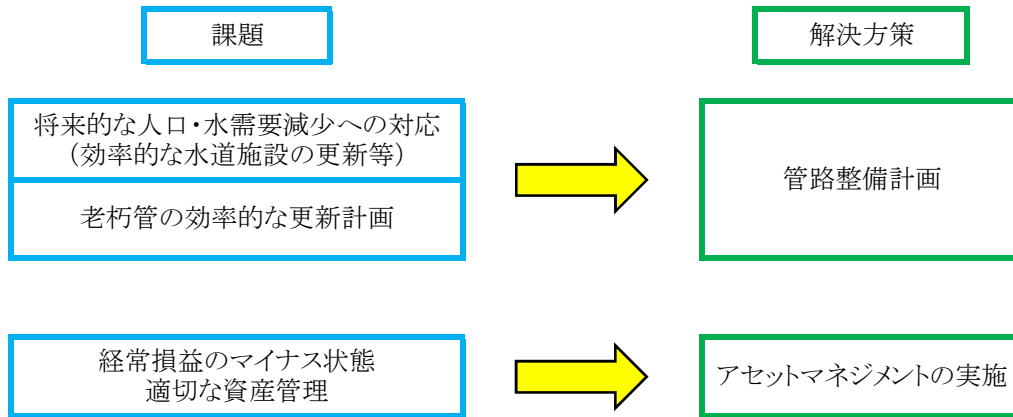 課題
解決方策
将来的な人口・水需要減少への対応
（効率的な水道施設の更新等）
老朽管の効率的な更新計画
管路整備計画
経常損益のマイナス状態
適切な資産管理
アセットマネジメントの実施